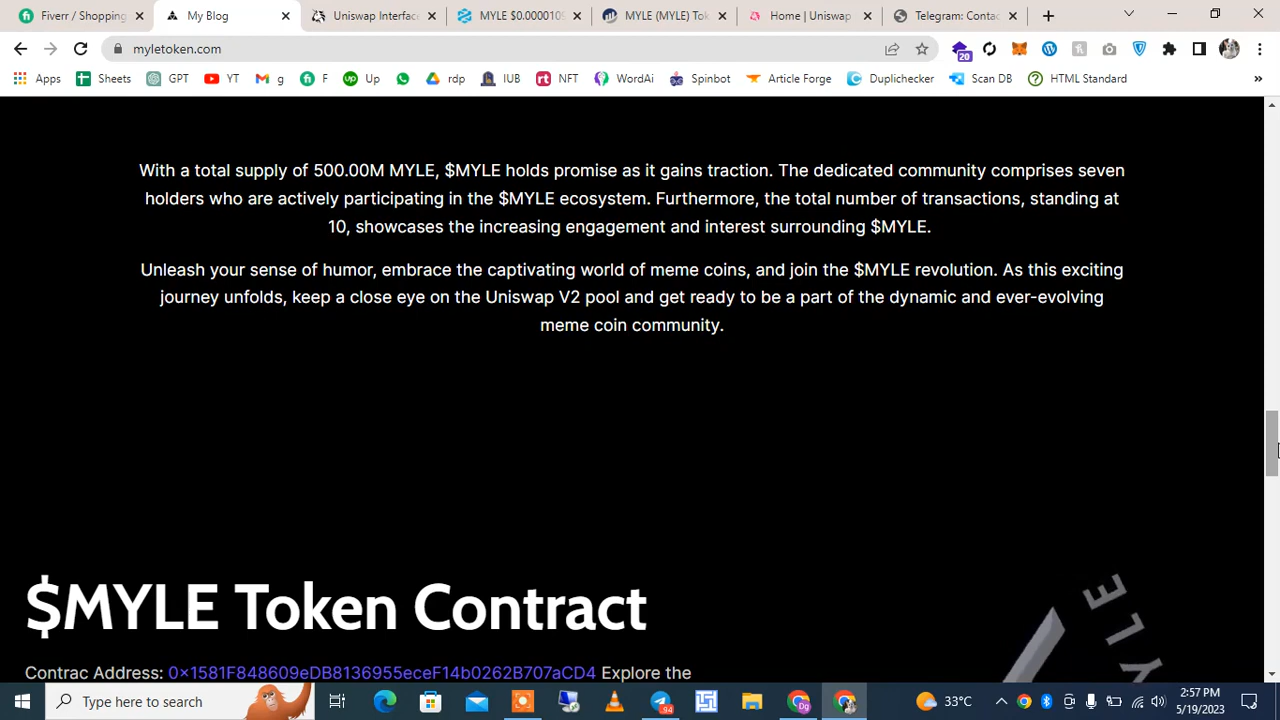 Fiverr / Shopping
My Blog
Uniswap Interface
MYLE $0.0000109
MYLE (MYLE) Tok
Home | Uniswap
Telegram: Contac
myletoken.com
20
Apps
Sheets
GPT
YT
g
F
Up
folp
IUB
NFT
WordAi
Spinbot
Article Forge
Duplichecker
Scan DB
HTML Standard
»
With a total supply of 500.00M MYLE, $MYLE holds promise as it gains traction. The dedicated community comprises seven
holders who are actively participating in the $MYLE ecosystem. Furthermore, the total number of transactions, standing at
10, showcases the increasing engagement and interest surrounding $MYLE.
Unleash your sense of humor, embrace the captivating world of meme coins, and join the $MYLE revolution. As this exciting
journey unfolds, keep a close eye on the Uniswap V2 pool and get ready to be a part of the dynamic and ever-evolving
meme coin community.
$MYLE Token Contract
Contrac Address: 0x1581F848609eDB8136955eceF14b0262B707aCD4 Explore the
YLE
Type here to search
94
Dg
33°C
2:57 PM
5/19/2023